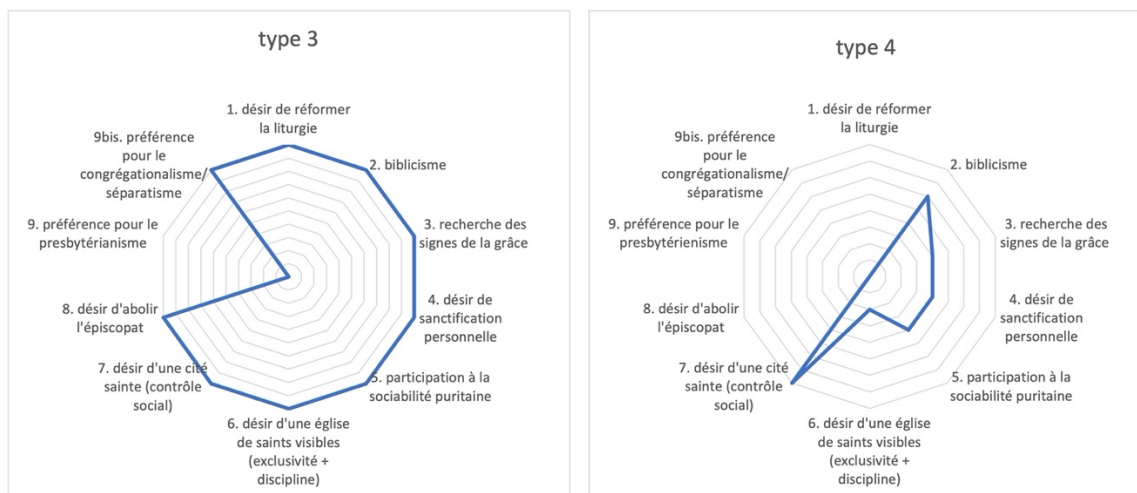 type 3
1. désir de réformer
la liturgie
2. biblicisme
3. recherche des
signes de la grâce
4. désir de
sanctification
personnelle
5. participation à la
sociabilité puritaine
6. désir d'une église
de saints visibles
(exclusivité +
discipline)
7. désir d'une cité
sainte (contrôle
social)
8. désir d'abolir
l'épiscopat
9. préférence pour le
presbytérianisme
9bis. préférence
pour le
congrégationalisme/
séparatisme
type 4
1. désir de réformer
la liturgie
2. biblicisme
3. recherche des
signes de la grâce
4. désir de
sanctification
personnelle
5. participation à la
sociabilité puritaine
6. désir d'une église
de saints visibles
(exclusivité +
discipline)
7. désir d'une cité
sainte (contrôle
social)
8. désir d'abolir
l'épiscopat
9. préférence pour le
presbytérienisme
9bis. préférence
pour le
congrégationalisme/
séparatisme